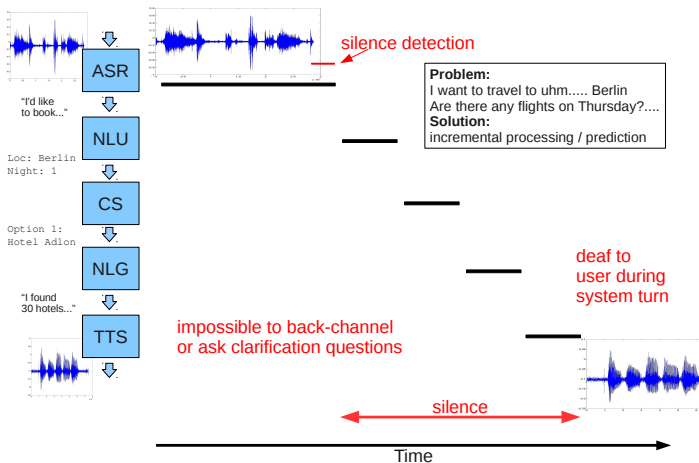 silence detection
ASR
Problem:
I want to travel to uhm..... Berlin
Are there any flights on Thursday?....
Solution:
incremental processing / prediction
“I'd like
to book...”
NLU
Loc: Berlin
Night: 1
CS
Option 1:
Hotel Adlon
NLG
deaf to
user during
system turn
“I found
30 hotels...”
TTS
impossible to back-channel
or ask clarification questions
silence
Time